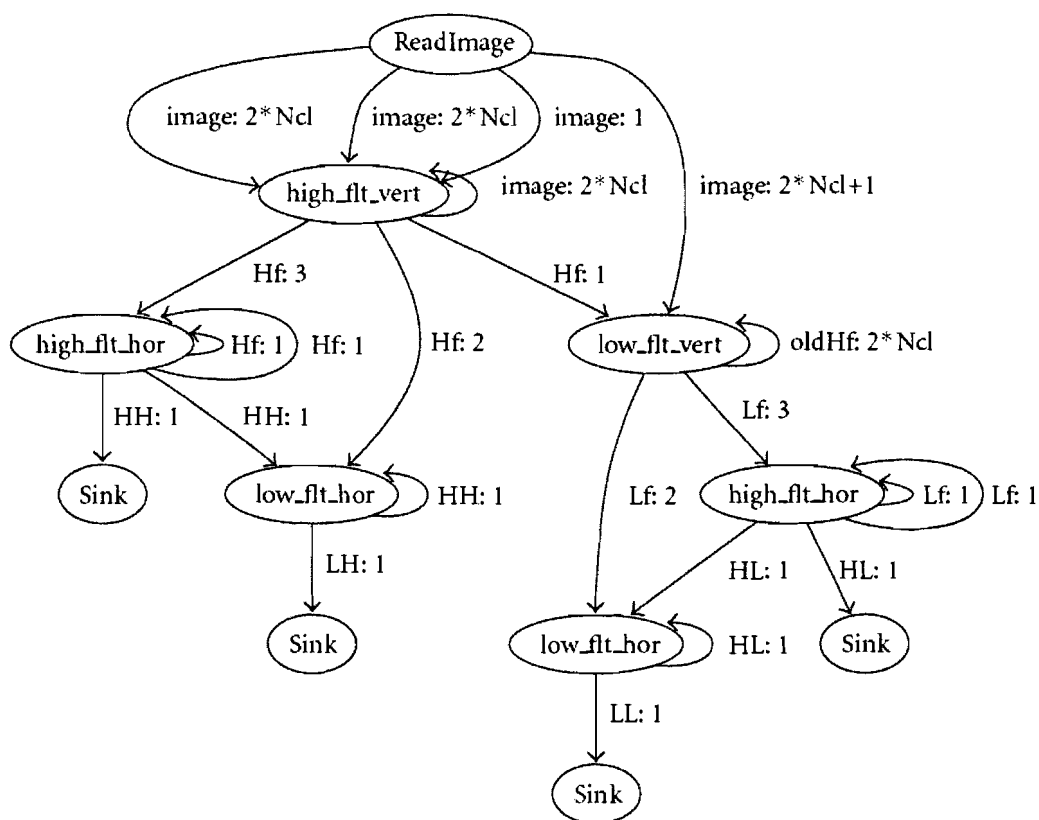 ReadImage
image: 2*Ncl
image: 2*Ncl
image: 1
high_flt_vert
image: 2*Ncl
image: 2*Ncl+1
Hf: 3
Hf: 1
Hf: 2
high_flt_hor
Hf: 1
Hf: 1
low_flt_vert
oldHf: 2*Ncl
HH: 1
HH: 1
Lf: 3
Sink
low_flt_hor
HH: 1
Lf: 2
high_flt_hor
Lf: 1
Lf: 1
LH: 1
HL: 1
HL: 1
Sink
low_flt_hor
HL: 1
Sink
LL: 1
Sink